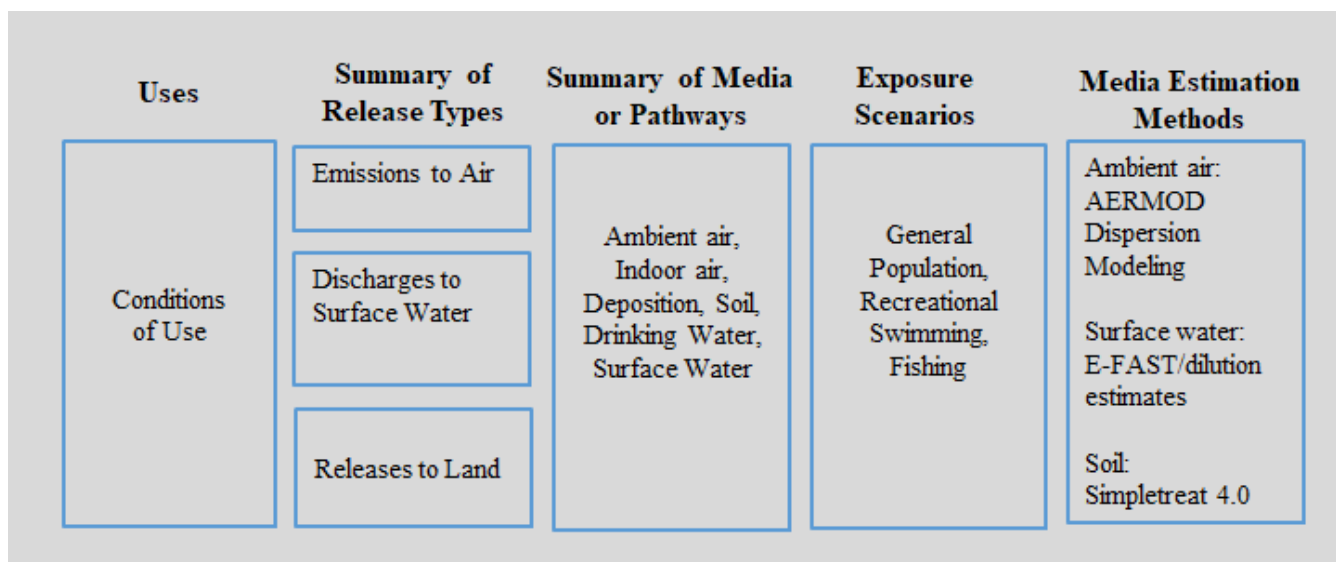 Uses
Summary of
Release Types
Summary of Media
or Pathways
Exposure
Scenarios
Media Estimation
Methods
Conditions
of Use
Emissions to Air
Discharges to
Surface Water
Releases to Land
Ambient air,
Indoor air,
Deposition, Soil,
Drinking Water,
Surface Water
General
Population,
Recreational
Swimming,
Fishing
Ambient air:
AERMOD
Dispersion
Modeling
Surface water:
E-FAST/dilution
estimates
Soil:
Simpletreat 4.0